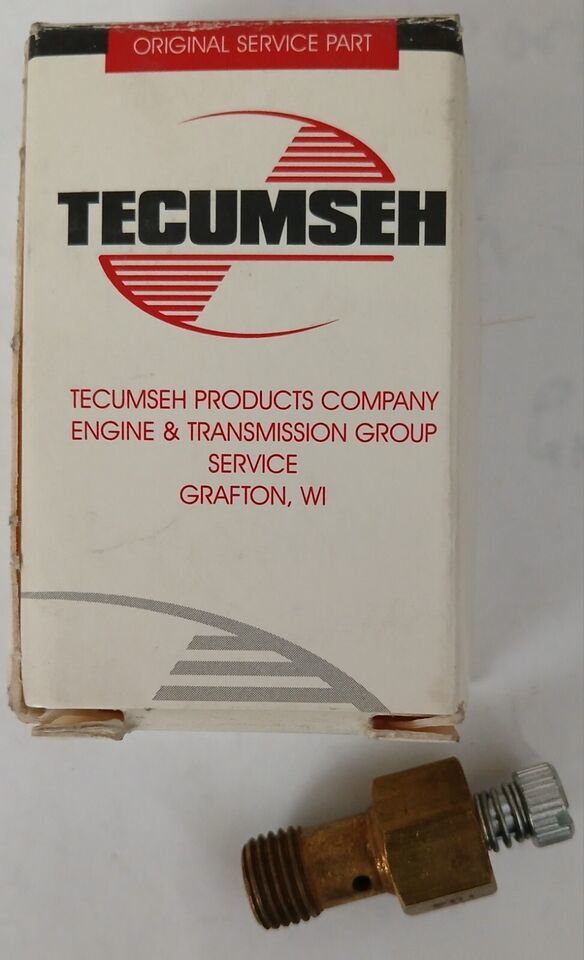 ORIGINAL SERVICE PART
TECUMSEH
TECUMSEH PRODUCTS COMPANY
ENGINE & TRANSMISSION GROUP
SERVICE
GRAFTON, WI